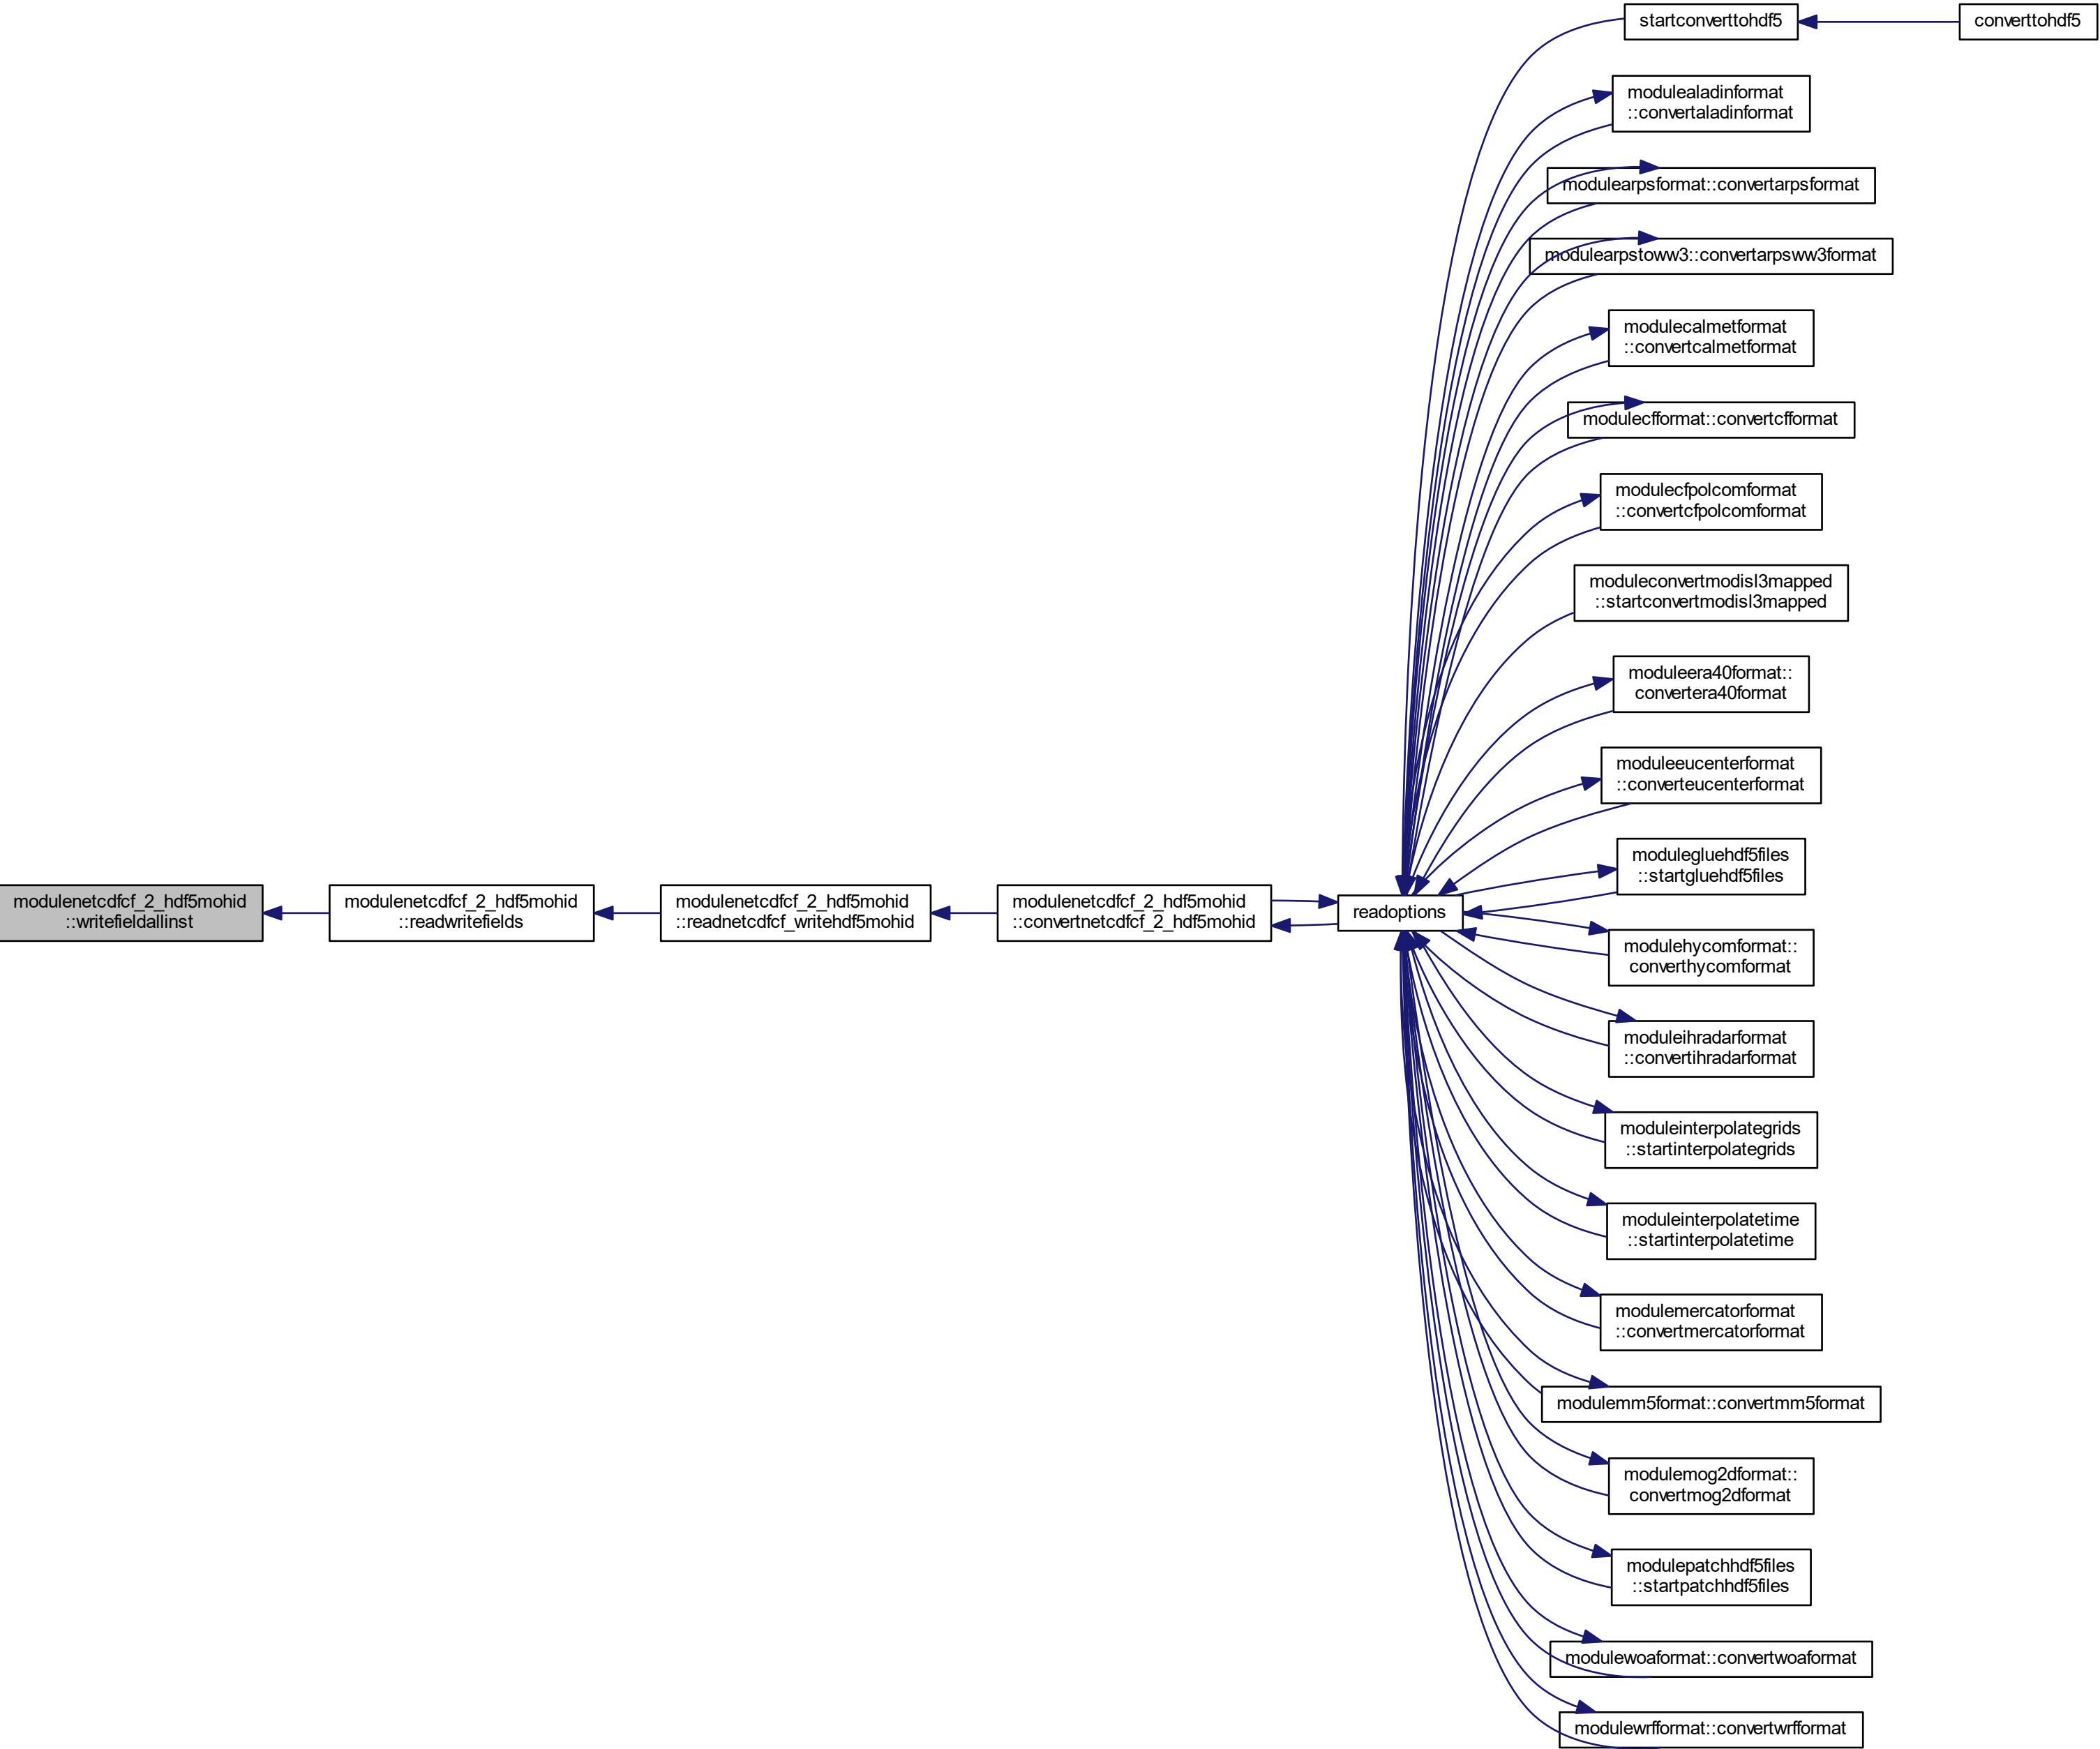 startconverttohdf5
converttohdf5
modulealadinformat
::convertaladinformat
modulearpsformat::convertarpsformat
modulearpstoww3::convertarpsww3format
modulecalmetformat
::convertcalmetformat
modulecfformat::convertcfformat
modulecfpolcomformat
::convertcfpolcomformat
moduleconvertmodisl3mapped
::startconvertmodisl3mapped
moduleera40format::
convertera40format
moduleeucenterformat
::converteucenterformat
modulegluehdf5files
::startgluehdf5files
modulenetcdfcf_2_hdf5mohid
::writefieldallinst
modulenetcdfcf_2_hdf5mohid
::readwritefields
modulenetcdfcf_2_hdf5mohid
::readnetcdfcf_writehdf5mohid
modulenetcdfcf_2_hdf5mohid
::convertnetcdfcf_2_hdf5mohid
readoptions
modulehycomformat::
converthycomformat
moduleihradarformat
::convertihradarformat
moduleinterpolategrids
::startinterpolategrids
moduleinterpolatetime
::startinterpolatetime
modulemercatorformat
::convertmercatorformat
modulemm5format::convertmm5format
modulemog2dformat::
convertmog2dformat
modulepatchhdf5files
::startpatchhdf5files
modulewoaformat::convertwoaformat
modulewrfformat::convertwrfformat